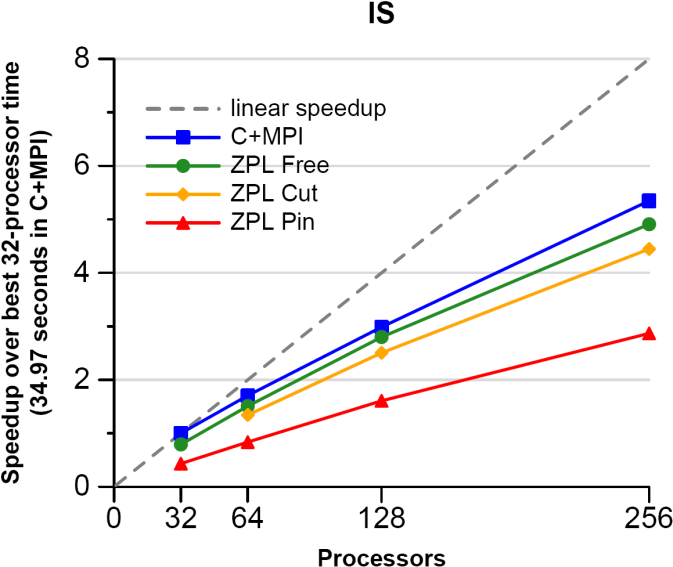 IS
Speedup over best 32-processor time
(34.97 seconds in C+MPI)
8
6
4
2
0
linear speedup
C+MPI
ZPL Free
ZPL Cut
ZPL Pin
0 32 64 128 256
Processors